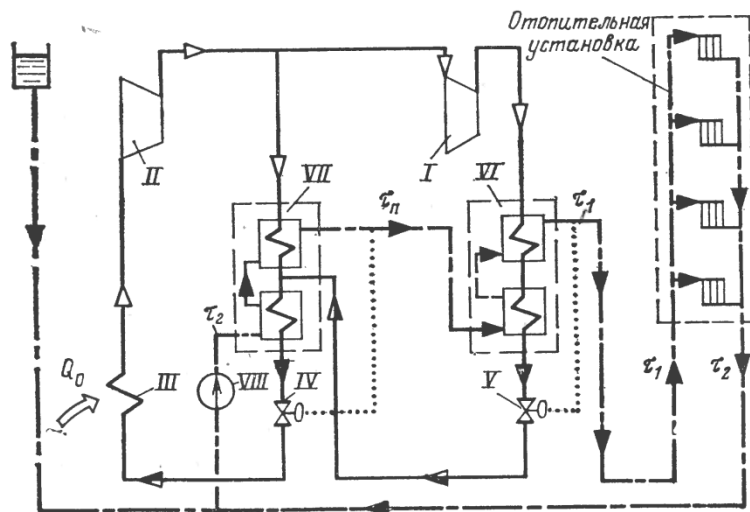 Отопительная
установка
I
II
VII
VI
τп
τ1
τ2
Q0
III
VIII
IV
V
τ1
τ2